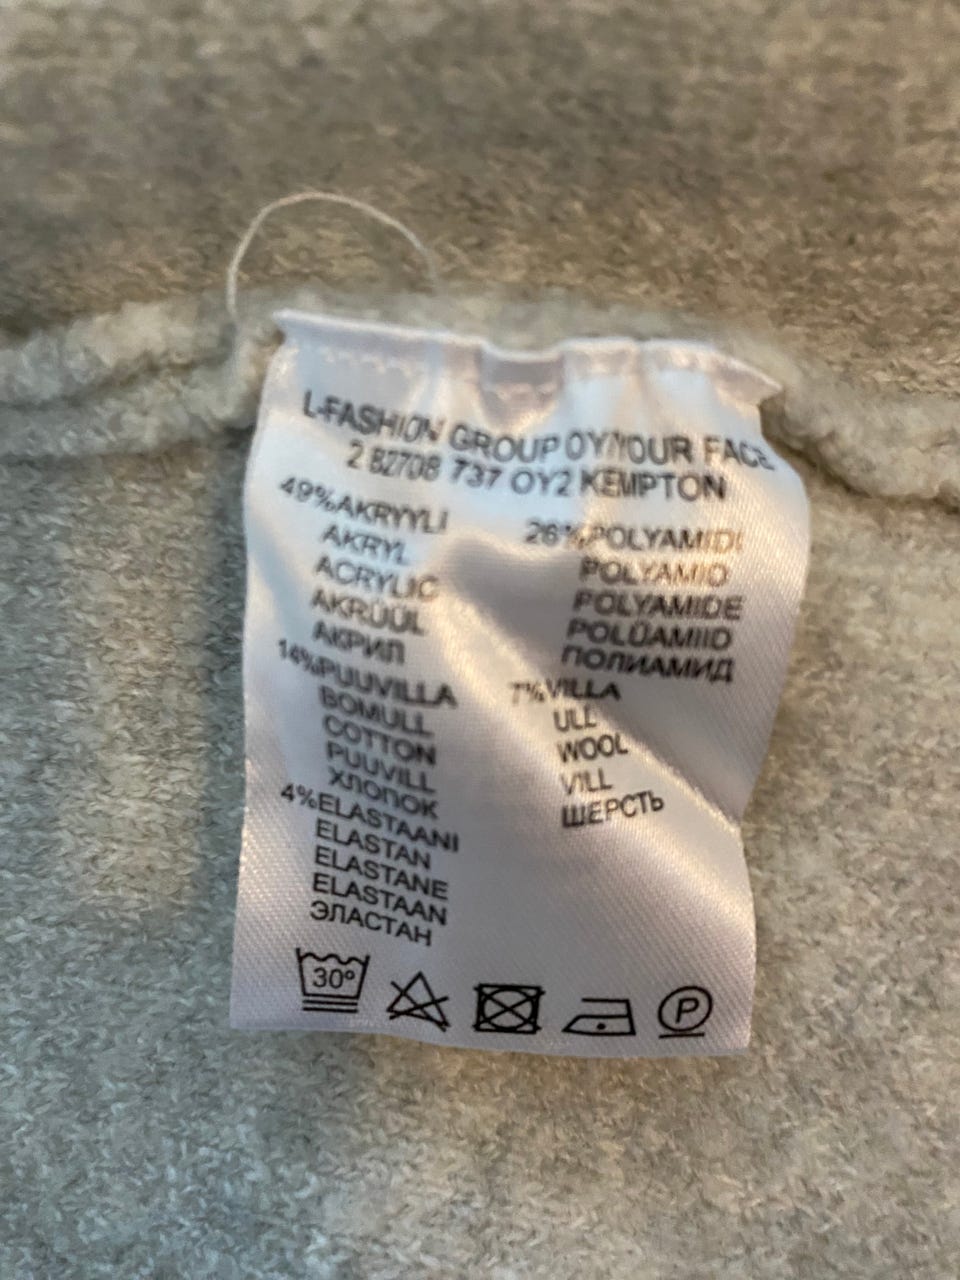 L-FASHION GROUP OY/YOUR FACE
2 82708 737 OY2 KEMPTON
49%AKRYYLI
AKRYL
ACRYLIC
AKRÜÜL
АКРИЛ
26%POLYAMIDI
POLYAMID
POLYAMIDE
POLÜAMIID
ПОЛИАМИД
14%PUUVILLA
BOMULL
COTTON
PUUVILL
ХЛОПОК
7%VILLA
ULL
WOOL
VILL
ШЕРСТЬ
4%ELASTAANI
ELASTAN
ELASTANE
ELASTAAN
ЭЛАСТАН
30°
P